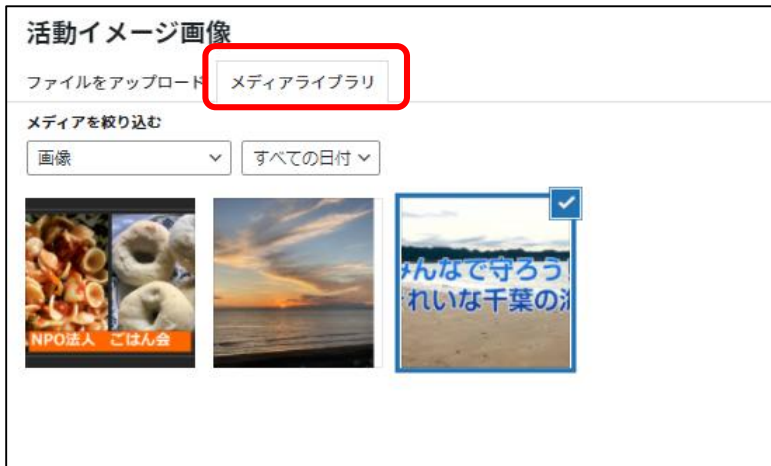 活動イメージ画像
ファイルをアップロード メディアライブラリ
メディアを絞り込む
画像 すべての日付
NPO法人 ごはん会
んなで守ろう
れいな千葉の